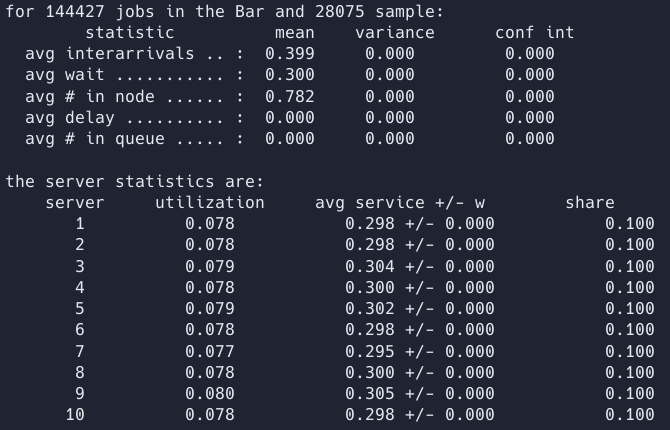 for 144427 jobs in the Bar and 28075 sample:
        statistic          mean    variance      conf int
  avg interarrivals .. :  0.399     0.000         0.000
  avg wait ........... :  0.300     0.000         0.000
  avg # in node ...... :  0.782     0.000         0.000
  avg delay .......... :  0.000     0.000         0.000
  avg # in queue ..... :  0.000     0.000         0.000

the server statistics are:
    server     utilization     avg service +/- w        share
       1          0.078           0.298 +/- 0.000           0.100
       2          0.078           0.298 +/- 0.000           0.100
       3          0.079           0.304 +/- 0.000           0.100
       4          0.078           0.300 +/- 0.000           0.100
       5          0.079           0.302 +/- 0.000           0.100
       6          0.078           0.298 +/- 0.000           0.100
       7          0.077           0.295 +/- 0.000           0.100
       8          0.078           0.300 +/- 0.000           0.100
       9          0.080           0.305 +/- 0.000           0.100
      10          0.078           0.298 +/- 0.000           0.100